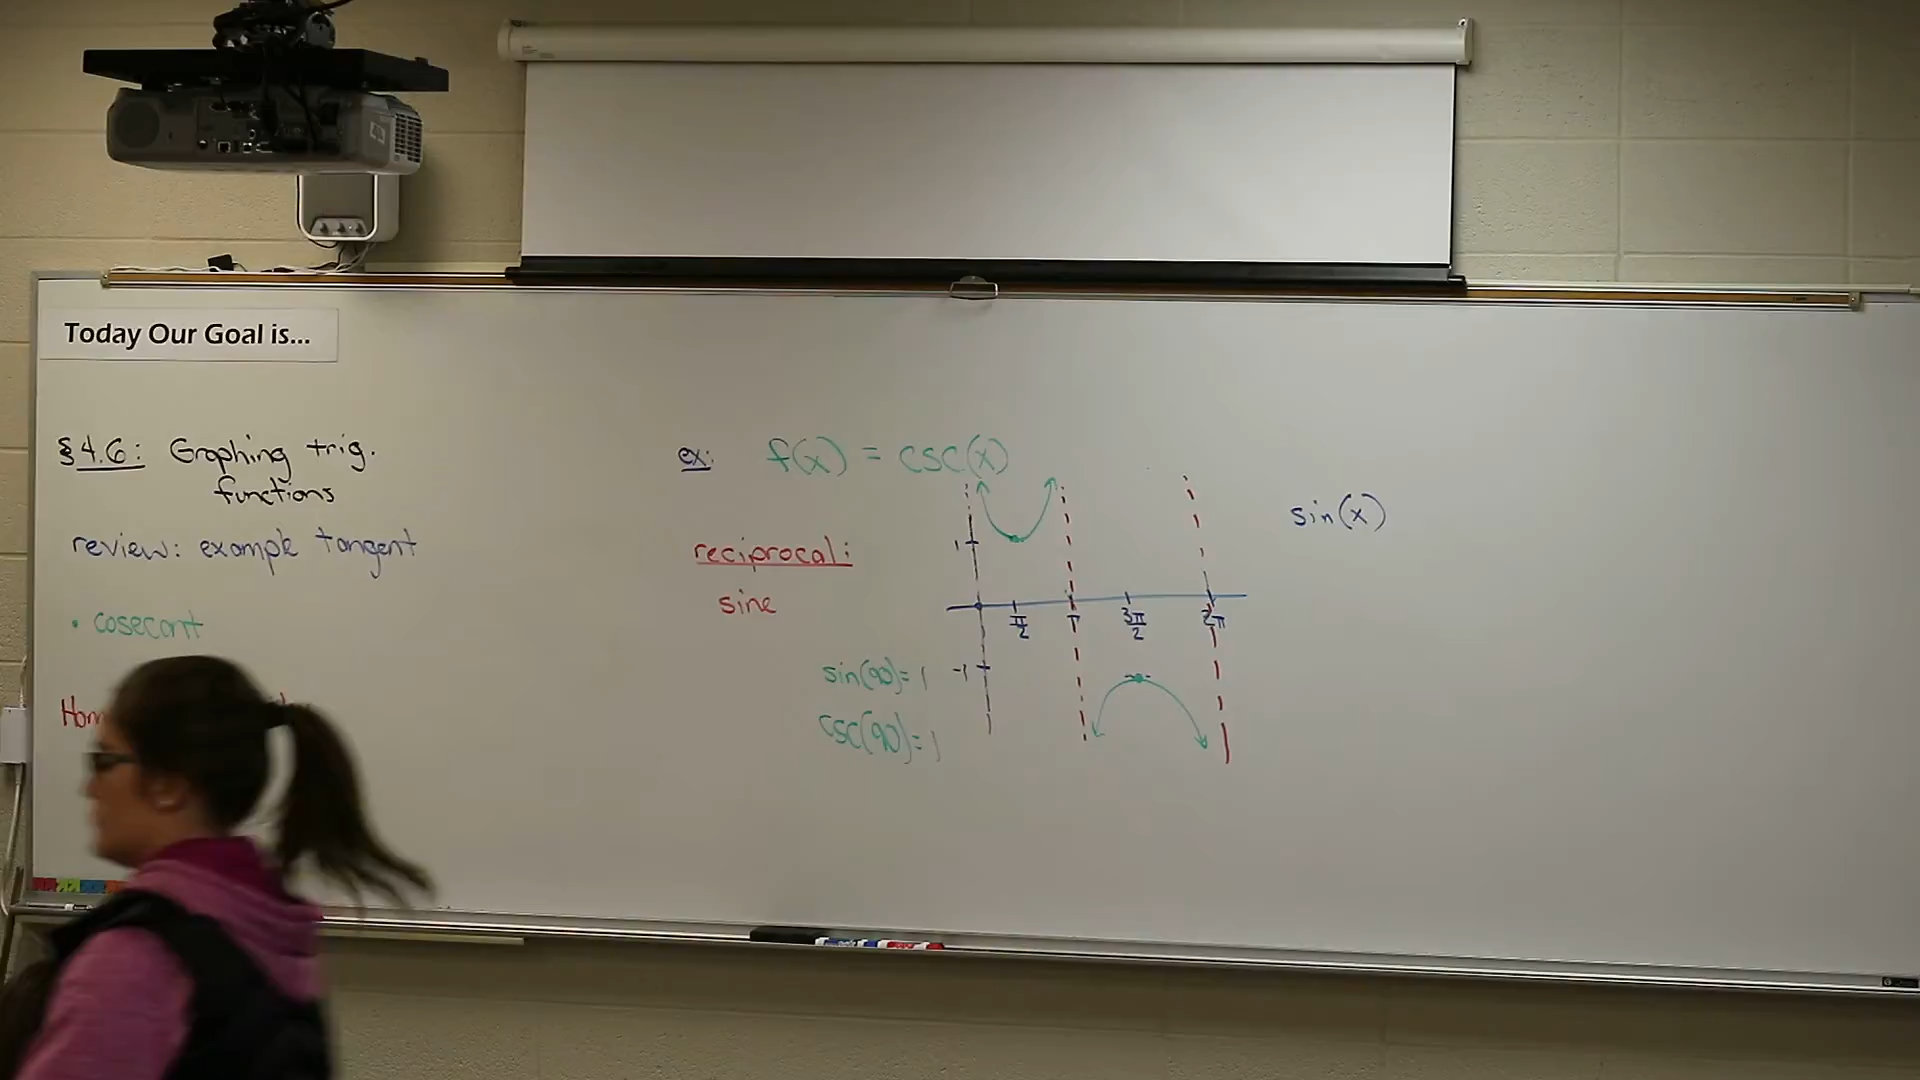 Today Our Goal is...
§4.6: Graphing trig.
functions
review: example tangent
• cosecant
ex: f(x) = csc(x)
reciprocal:
sine
sin(90)=1
csc(90)=1
1
-1
π/2
π
3π/2
2π
sin(x)